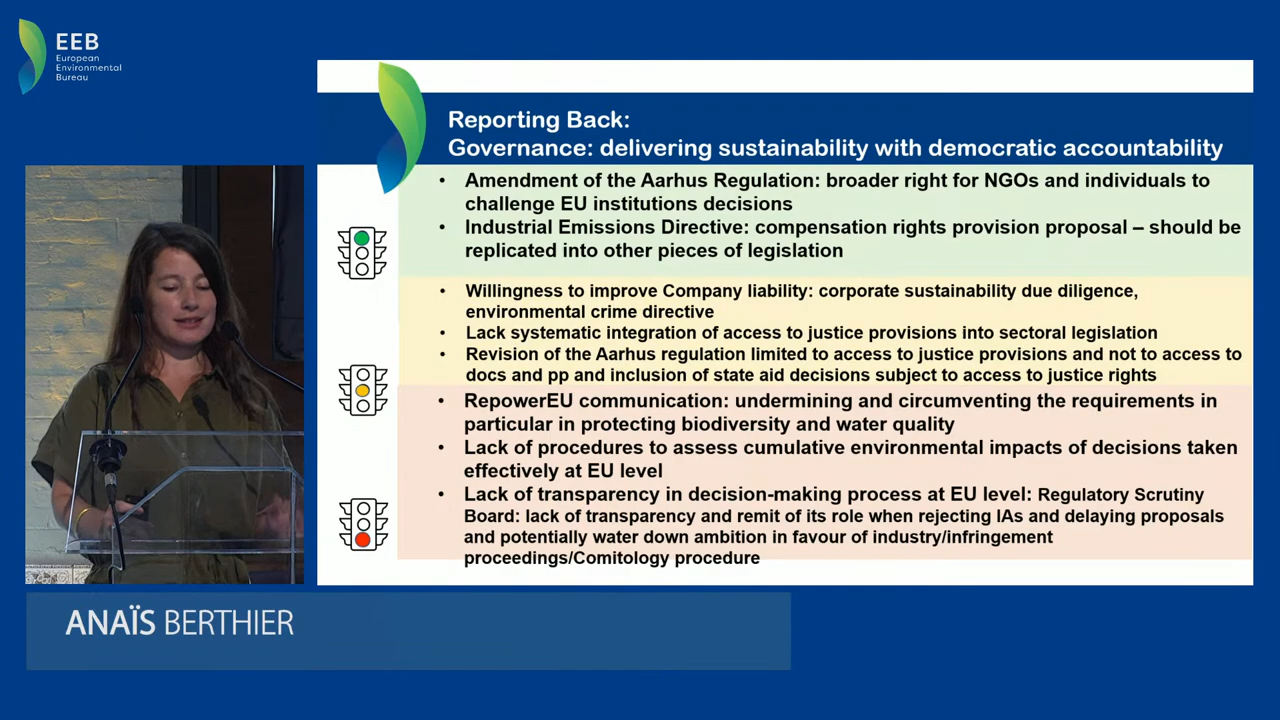 EEB
European
Environmental
Bureau
Reporting Back:
Governance: delivering sustainability with democratic accountability
• Amendment of the Aarhus Regulation: broader right for NGOs and individuals to
challenge EU institutions decisions
• Industrial Emissions Directive: compensation rights provision proposal – should be
replicated into other pieces of legislation
• Willingness to improve Company liability: corporate sustainability due diligence,
environmental crime directive
• Lack systematic integration of access to justice provisions into sectoral legislation
• Revision of the Aarhus regulation limited to access to justice provisions and not to access to
docs and pp and inclusion of state aid decisions subject to access to justice rights
• RepowerEU communication: undermining and circumventing the requirements in
particular in protecting biodiversity and water quality
• Lack of procedures to assess cumulative environmental impacts of decisions taken
effectively at EU level
• Lack of transparency in decision-making process at EU level: Regulatory Scrutiny
Board: lack of transparency and remit of its role when rejecting IAs and delaying proposals
and potentially water down ambition in favour of industry/infringement
proceedings/Comitology procedure
ANAÏS BERTHIER